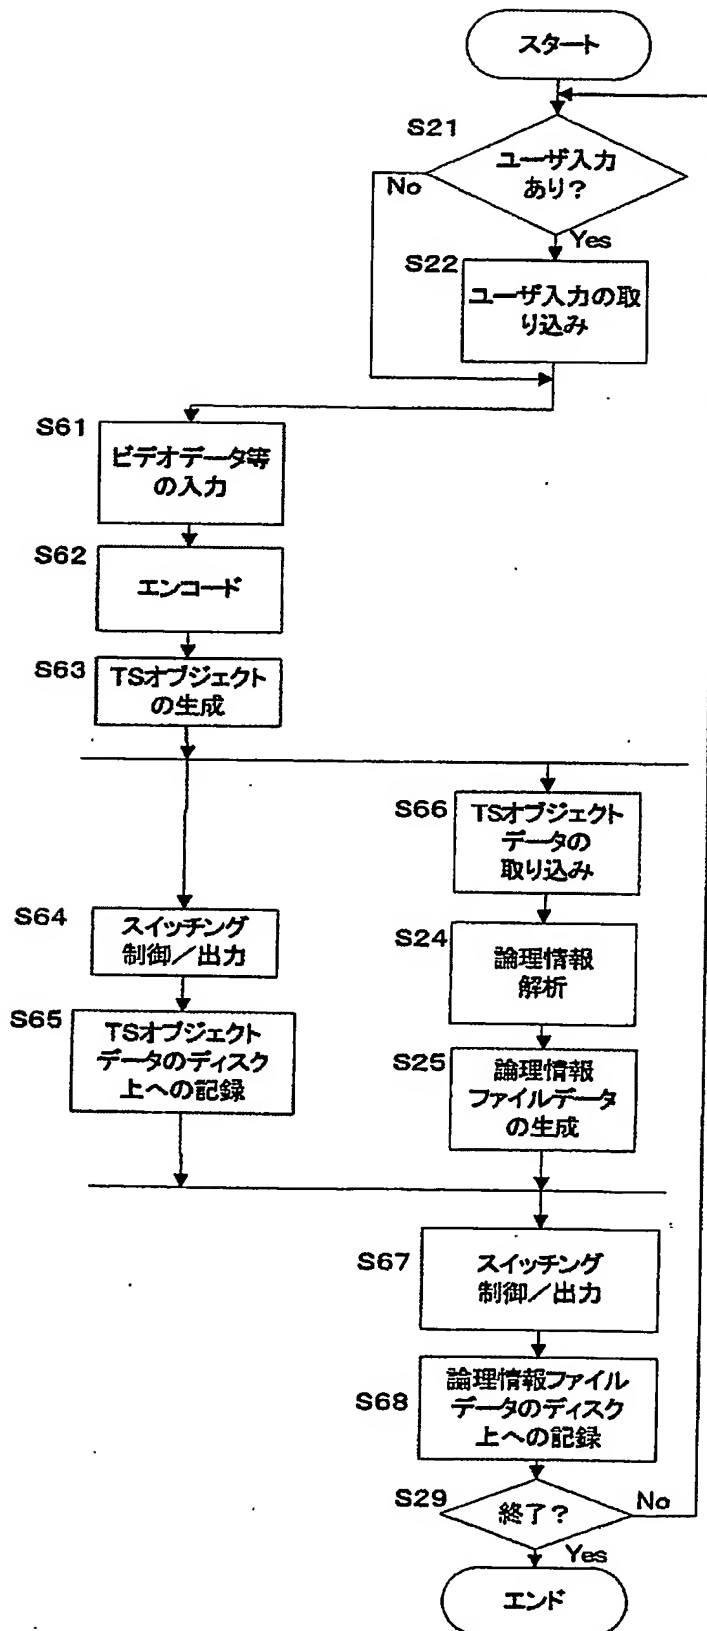 スタート
S21
ユーザ入力
あり?
No
Yes
S22
ユーザ入力の取
り込み
S61
ビデオデータ等
の入力
S62
エンコード
S63
TSオブジェクト
の生成
S66
TSオブジェクト
データの
取り込み
S64
スイッチング
制御/出力
S24
論理情報
解析
S65
TSオブジェクト
データのディスク
上への記録
S25
論理情報
ファイルデータ
の生成
S67
スイッチング
制御/出力
S68
論理情報ファイル
データのディスク
上への記録
S29
終了?
No
Yes
エンド